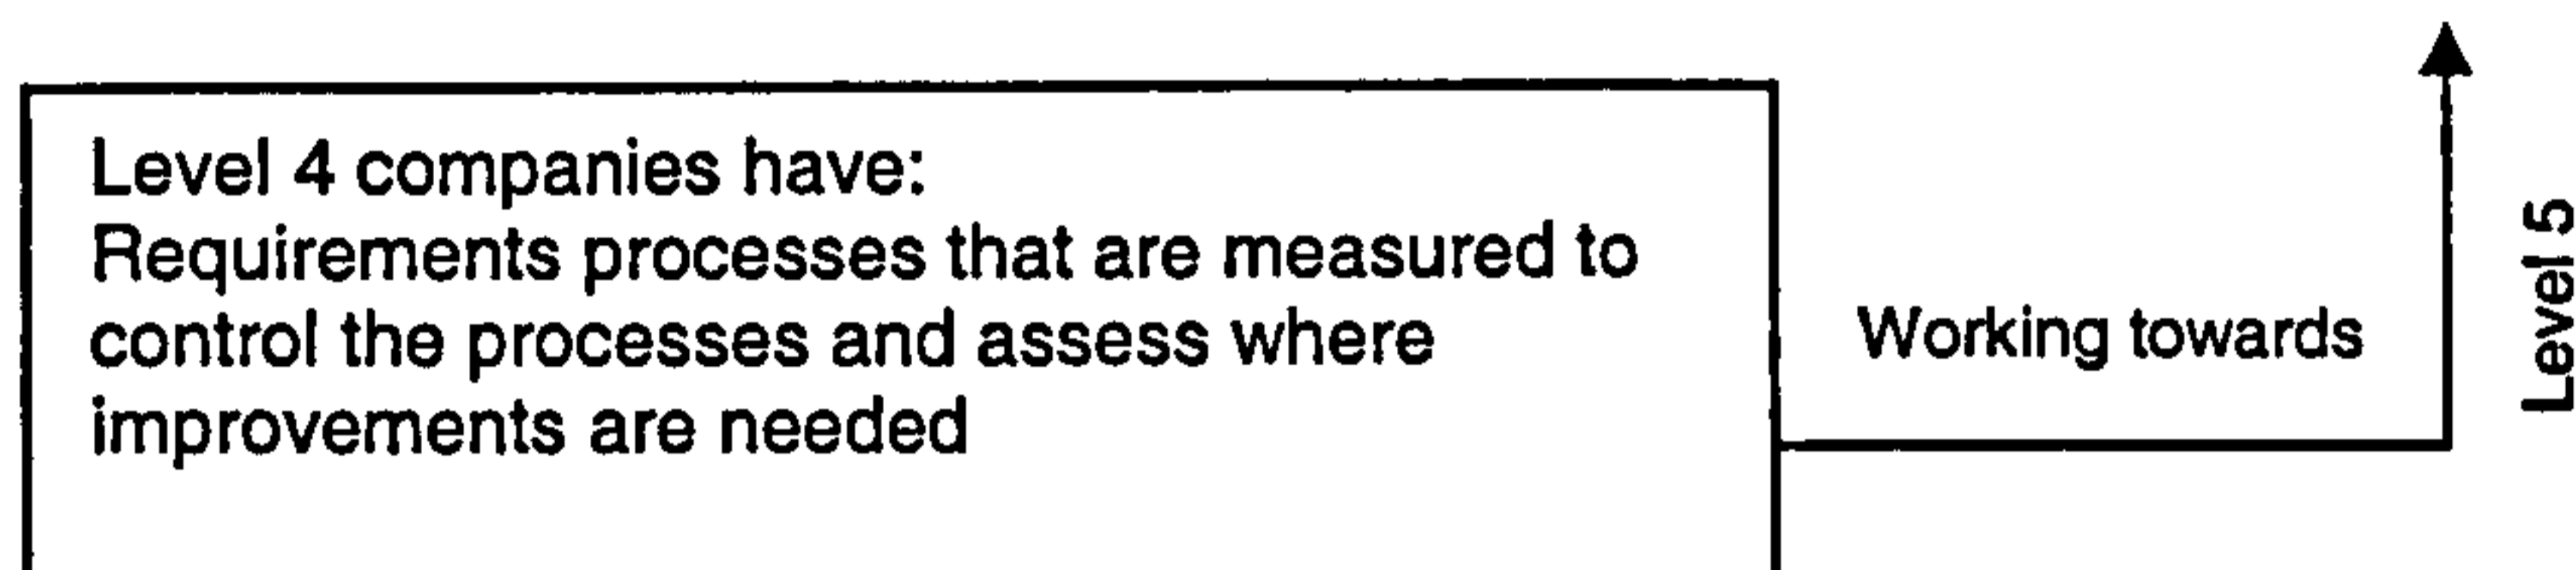 Level 4 companies have:
Requirements processes that are measured to
control the processes and assess where
improvements are needed
Working towards
Level 5